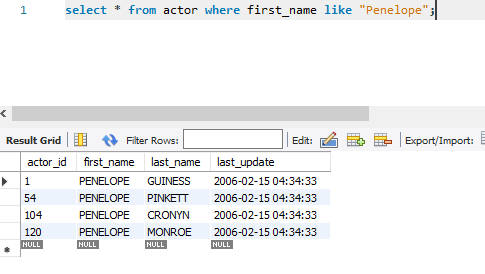 1 select * from actor where first_name like "Penelope";
Result Grid Filter Rows: Edit: Export/Import:
actor_id first_name last_name last_update
1 PENELOPE GUINESS 2006-02-15 04:34:33
54 PENELOPE PINKETT 2006-02-15 04:34:33
104 PENELOPE CRONYN 2006-02-15 04:34:33
120 PENELOPE MONROE 2006-02-15 04:34:33
NULL NULL NULL NULL